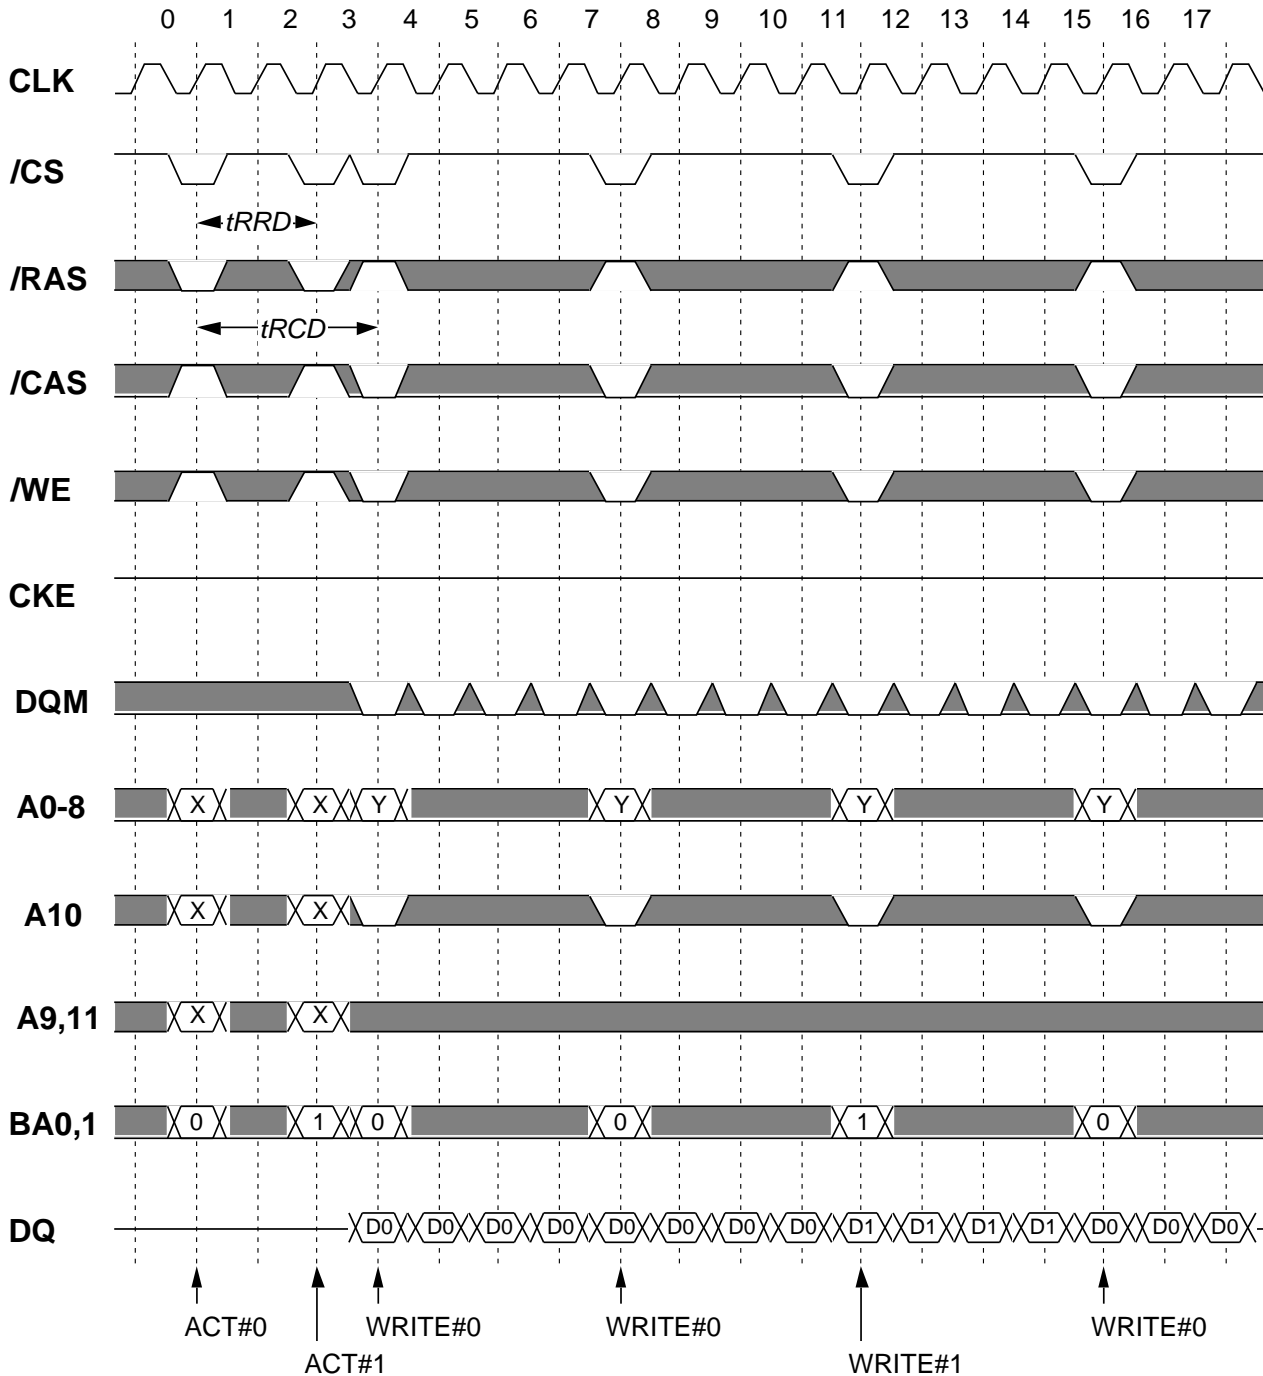 0 1 2 3 4 5 6 7 8 9 10 11 12 13 14 15 16 17
CLK
/CS
tRRD
/RAS
tRCD
/CAS
/WE
CKE
DQM
A0-8 X X Y Y Y Y
A10 X X
A9,11 X X
BA0,1 0 1 0 0 1 0
DQ D0 D0 D0 D0 D0 D0 D0 D0 D1 D1 D1 D1 D0 D0 D0
ACT#0 WRITE#0 WRITE#0 WRITE#0
ACT#1 WRITE#1